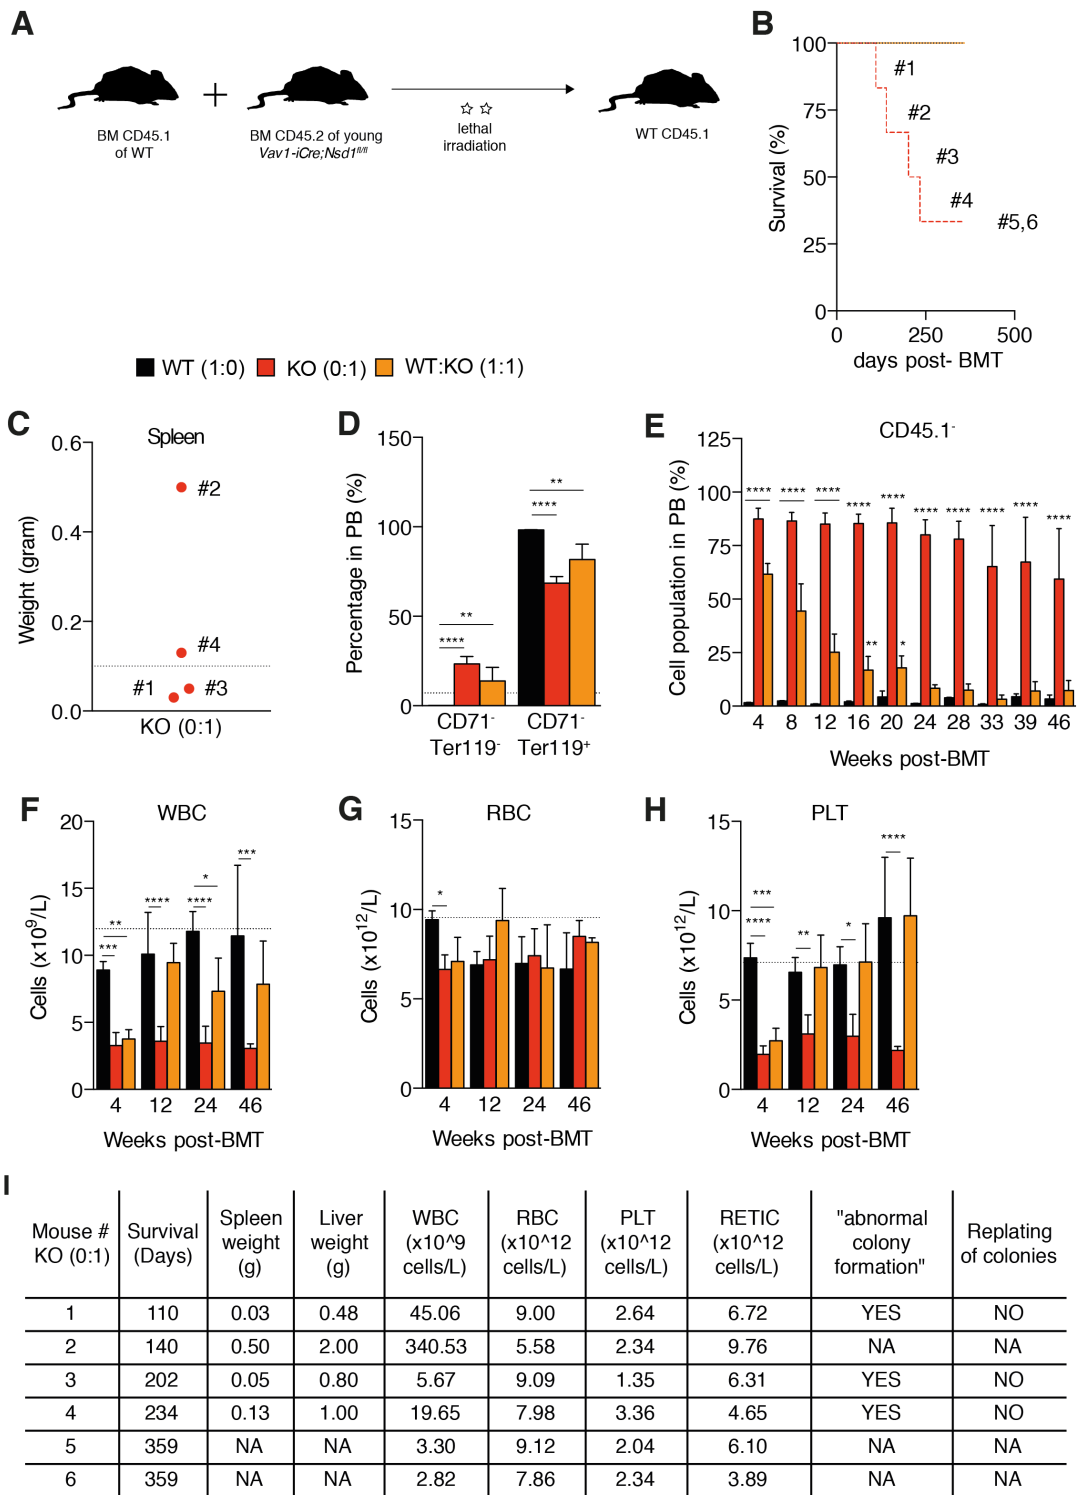 A
BM CD45.1
of WT
BM CD45.2 of young
Vav1-iCre;Nsd1fl/fl
lethal
irradiation
WT CD45.1
B
Survival (%)
100
75
50
25
0
#1
#2
#3
#4
#5,6
0 250 500
days post- BMT
WT (1:0) KO (0:1) WT:KO (1:1)
C
Spleen
Weight (gram)
0.6
0.4
0.2
0.0
#2
#4
#1 #3
KO (0:1)
D
Percentage in PB (%)
150
100
50
0
**
****
**
****
CD71- CD71-
Ter119- Ter119+
E
CD45.1-
Cell population in PB (%)
125
100
75
50
25
0
**** **** **** **** **** **** **** **** **** ****
** *
4 8 12 16 20 24 28 33 39 46
Weeks post-BMT
F
WBC
Cells (x10^9/L)
20
15
10
5
0
**
***
****
*
****
***
4 12 24 46
Weeks post-BMT
G
RBC
Cells (x10^12/L)
15
10
5
0
*
4 12 24 46
Weeks post-BMT
H
PLT
Cells (x10^12/L)
15
10
5
0
***
****
**
*
****
4 12 24 46
Weeks post-BMT
I
Mouse # Survival Spleen Liver WBC RBC PLT RETIC "abnormal Replating
KO (0:1) (Days) weight weight (x10^9 (x10^12 (x10^12 (x10^12 colony of colonies
(g) (g) cells/L) cells/L) cells/L) cells/L) formation"
1 110 0.03 0.48 45.06 9.00 2.64 6.72 YES NO
2 140 0.50 2.00 340.53 5.58 2.34 9.76 NA NA
3 202 0.05 0.80 5.67 9.09 1.35 6.31 YES NO
4 234 0.13 1.00 19.65 7.98 3.36 4.65 YES NO
5 359 NA NA 3.30 9.12 2.04 6.10 NA NA
6 359 NA NA 2.82 7.86 2.34 3.89 NA NA